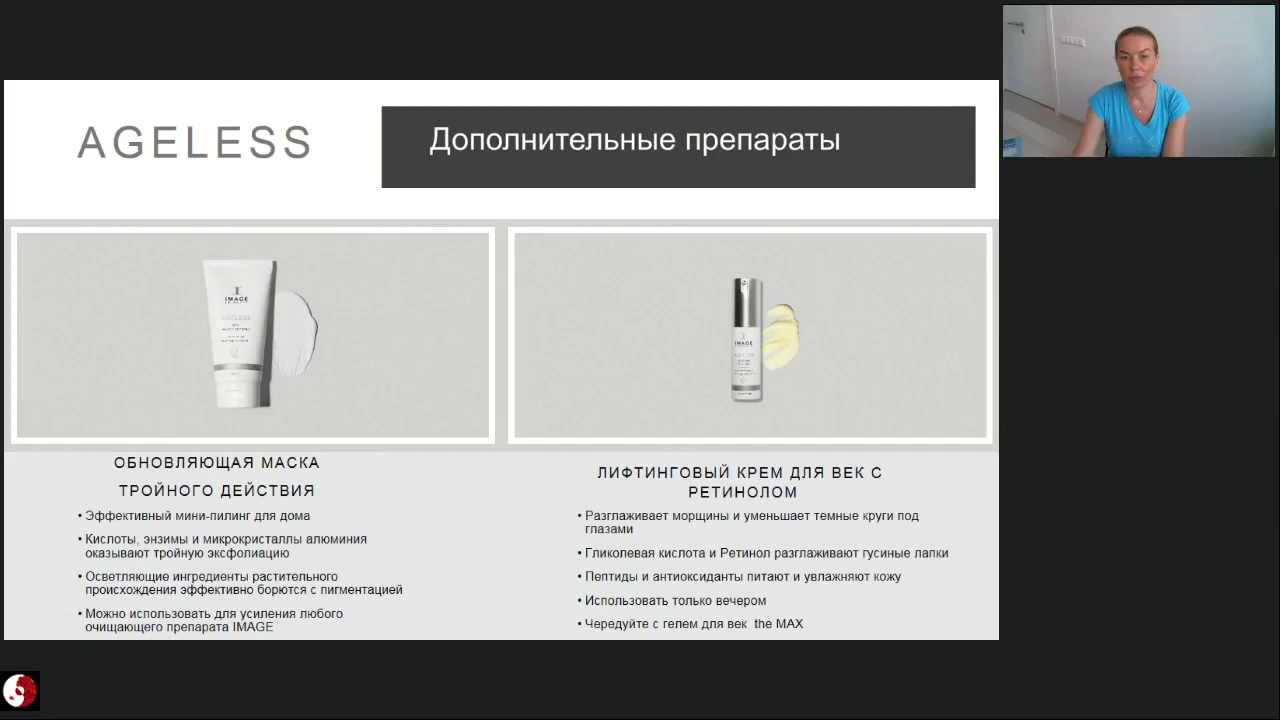 AGELESS
Дополнительные препараты
IMAGE
AGELESS
IMAGE
ОБНОВЛЯЮЩАЯ МАСКА
ТРОЙНОГО ДЕЙСТВИЯ
• Эффективный мини-пилинг для дома
• Кислоты, энзимы и микрокристаллы алюминия
оказывают тройную эксфолиацию
• Осветляющие ингредиенты растительного
происхождения эффективно борются с пигментацией
• Можно использовать для усиления любого
очищающего препарата IMAGE
ЛИФТИНГОВЫЙ КРЕМ ДЛЯ ВЕК С
РЕТИНОЛОМ
• Разглаживает морщины и уменьшает темные круги под
глазами
• Гликолевая кислота и Ретинол разглаживают гусиные лапки
• Пептиды и антиоксиданты питают и увлажняют кожу
• Использовать только вечером
• Чередуйте с гелем для век the MAX